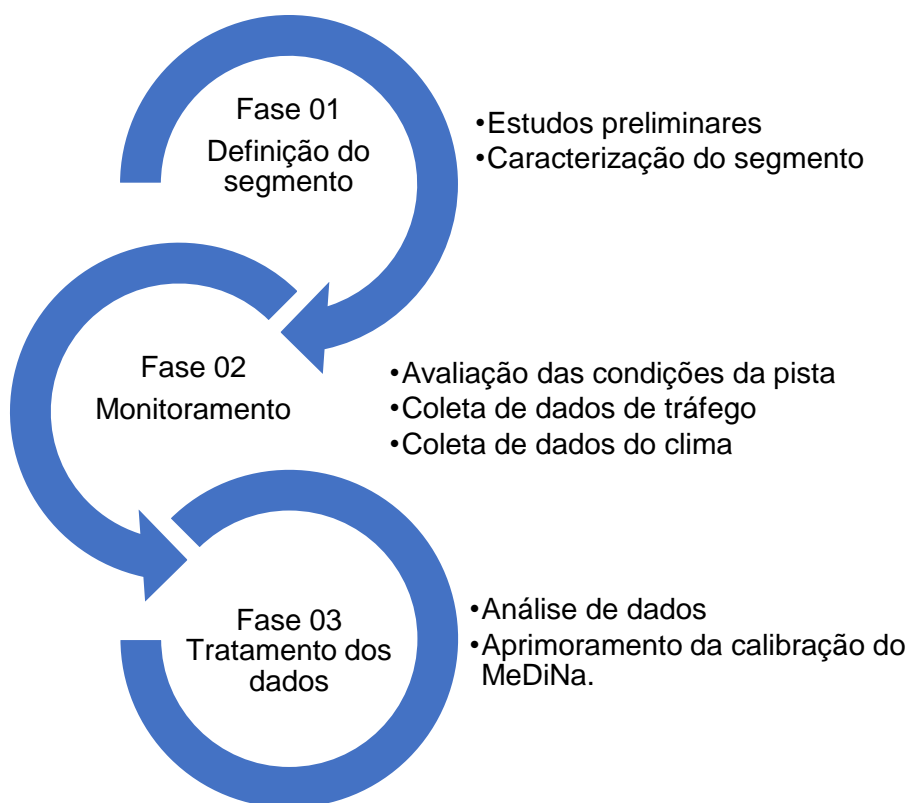 Fase 01
Definição do
segmento
•Estudos preliminares
•Caracterização do segmento
Fase 02
Monitoramento
•Avaliação das condições da pista
•Coleta de dados de tráfego
•Coleta de dados do clima
Fase 03
Tratamento dos
dados
•Análise de dados
•Aprimoramento da calibração do
MeDiNa.